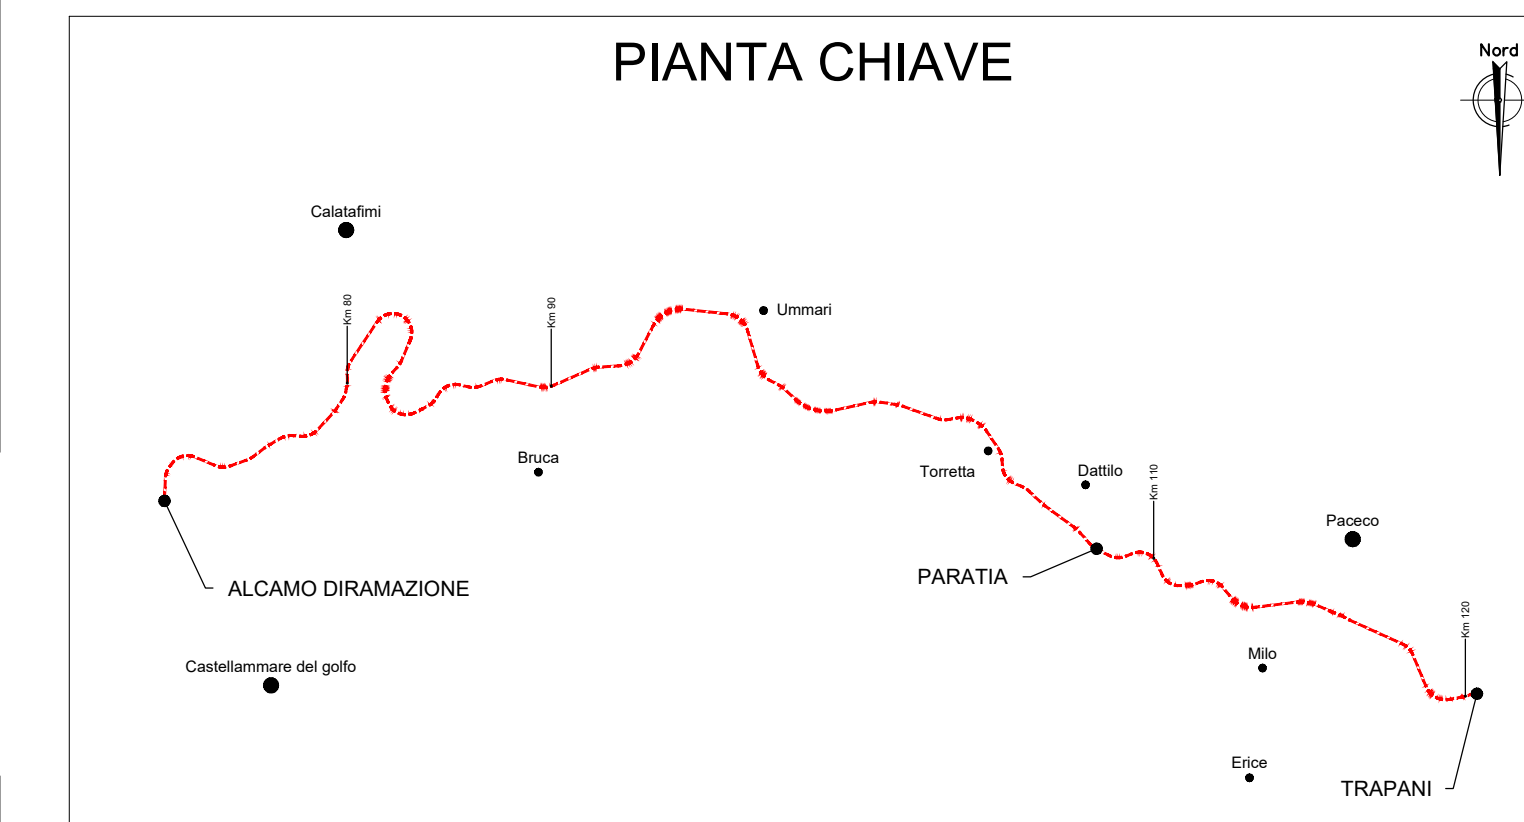 PIANTA CHIAVE
Nord
Calatafimi
Km 80
Km 90
Ummari
Bruca
Torretta
Dattilo
Km 110
Paceco
PARATIA
ALCAMO DIRAMAZIONE
Km 120
Milo
Castellammare del golfo
Erice
TRAPANI